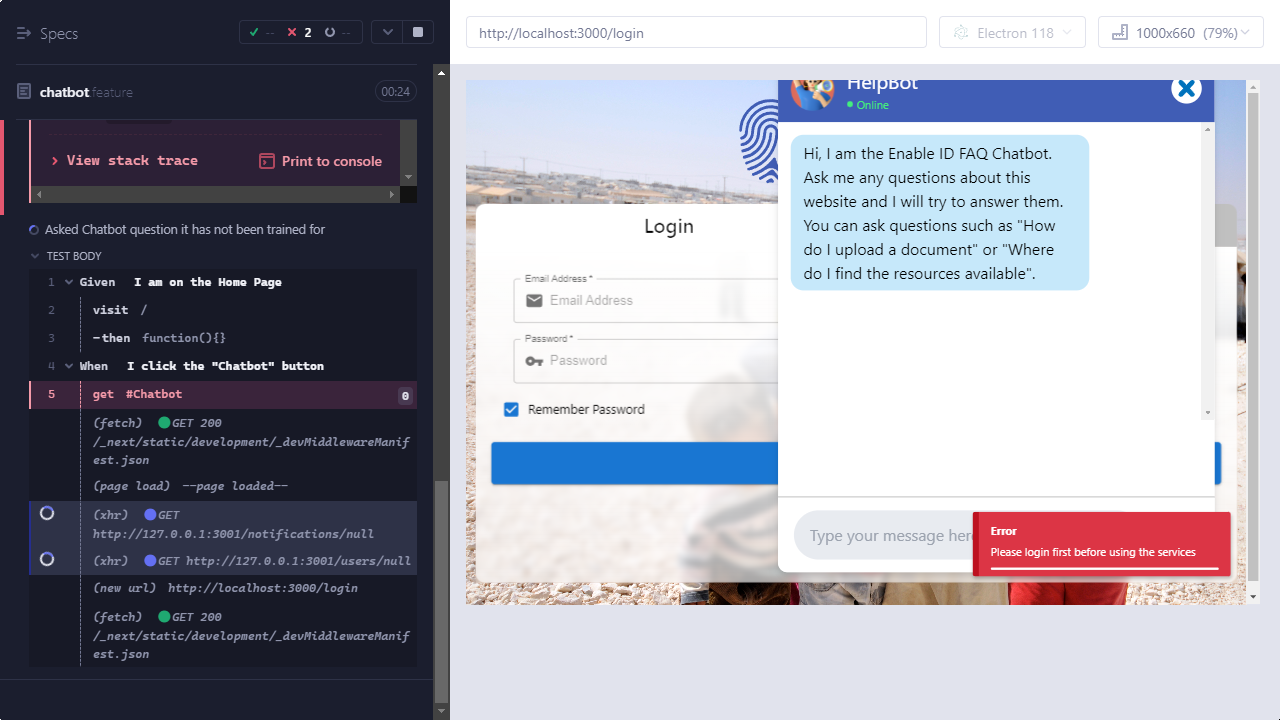 Specs
-- 2 --
http://localhost:3000/login
Electron 118
1000x660 (79%)
chatbot.feature
00:24
View stack trace
Print to console
Asked Chatbot question it has not been trained for
TEST BODY
1 Given I am on the Home Page
2 visit /
3 -then function(){}
4 When I click the "Chatbot" button
5 get #Chatbot 0
(fetch) GET 200
/_next/static/development/_devMiddlewareManif
est.json
(page load) --page loaded--
(xhr) GET
http://127.0.0.1:3001/notifications/null
(xhr) GET http://127.0.0.1:3001/users/null
(new url) http://localhost:3000/login
(fetch) GET 200
/_next/static/development/_devMiddlewareManif
est.json
HelpBot
Online
Hi, I am the Enable ID FAQ Chatbot.
Ask me any questions about this
website and I will try to answer them.
You can ask questions such as "How
do I upload a document" or "Where
do I find the resources available".
Login
Email Address *
Email Address
Password *
Password
Remember Password
Type your message here
Error
Please login first before using the services